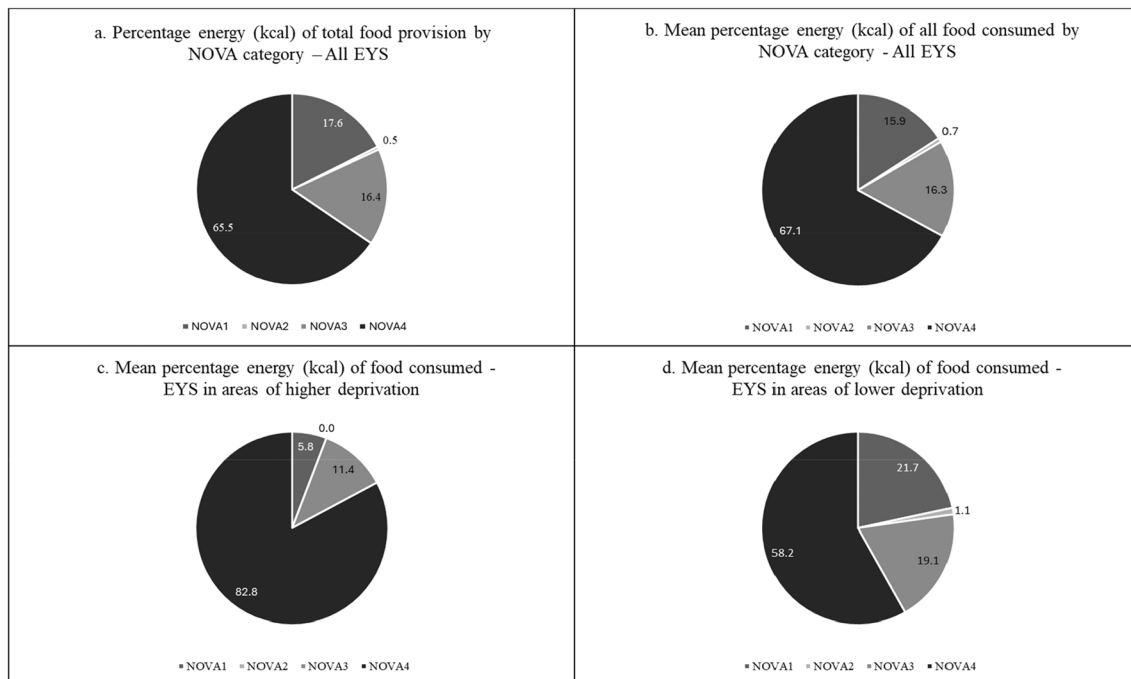 a. Percentage energy (kcal) of total food provision by
NOVA category – All EYS
17.6
0.5
16.4
65.5
NOVA1 NOVA2 NOVA3 NOVA4
b. Mean percentage energy (kcal) of all food consumed by
NOVA category - All EYS
15.9
0.7
16.3
67.1
NOVA1 NOVA2 NOVA3 NOVA4
c. Mean percentage energy (kcal) of food consumed -
EYS in areas of higher deprivation
0.0
5.8
11.4
82.8
NOVA1 NOVA2 NOVA3 NOVA4
d. Mean percentage energy (kcal) of food consumed -
EYS in areas of lower deprivation
21.7
1.1
19.1
58.2
NOVA1 NOVA2 NOVA3 NOVA4